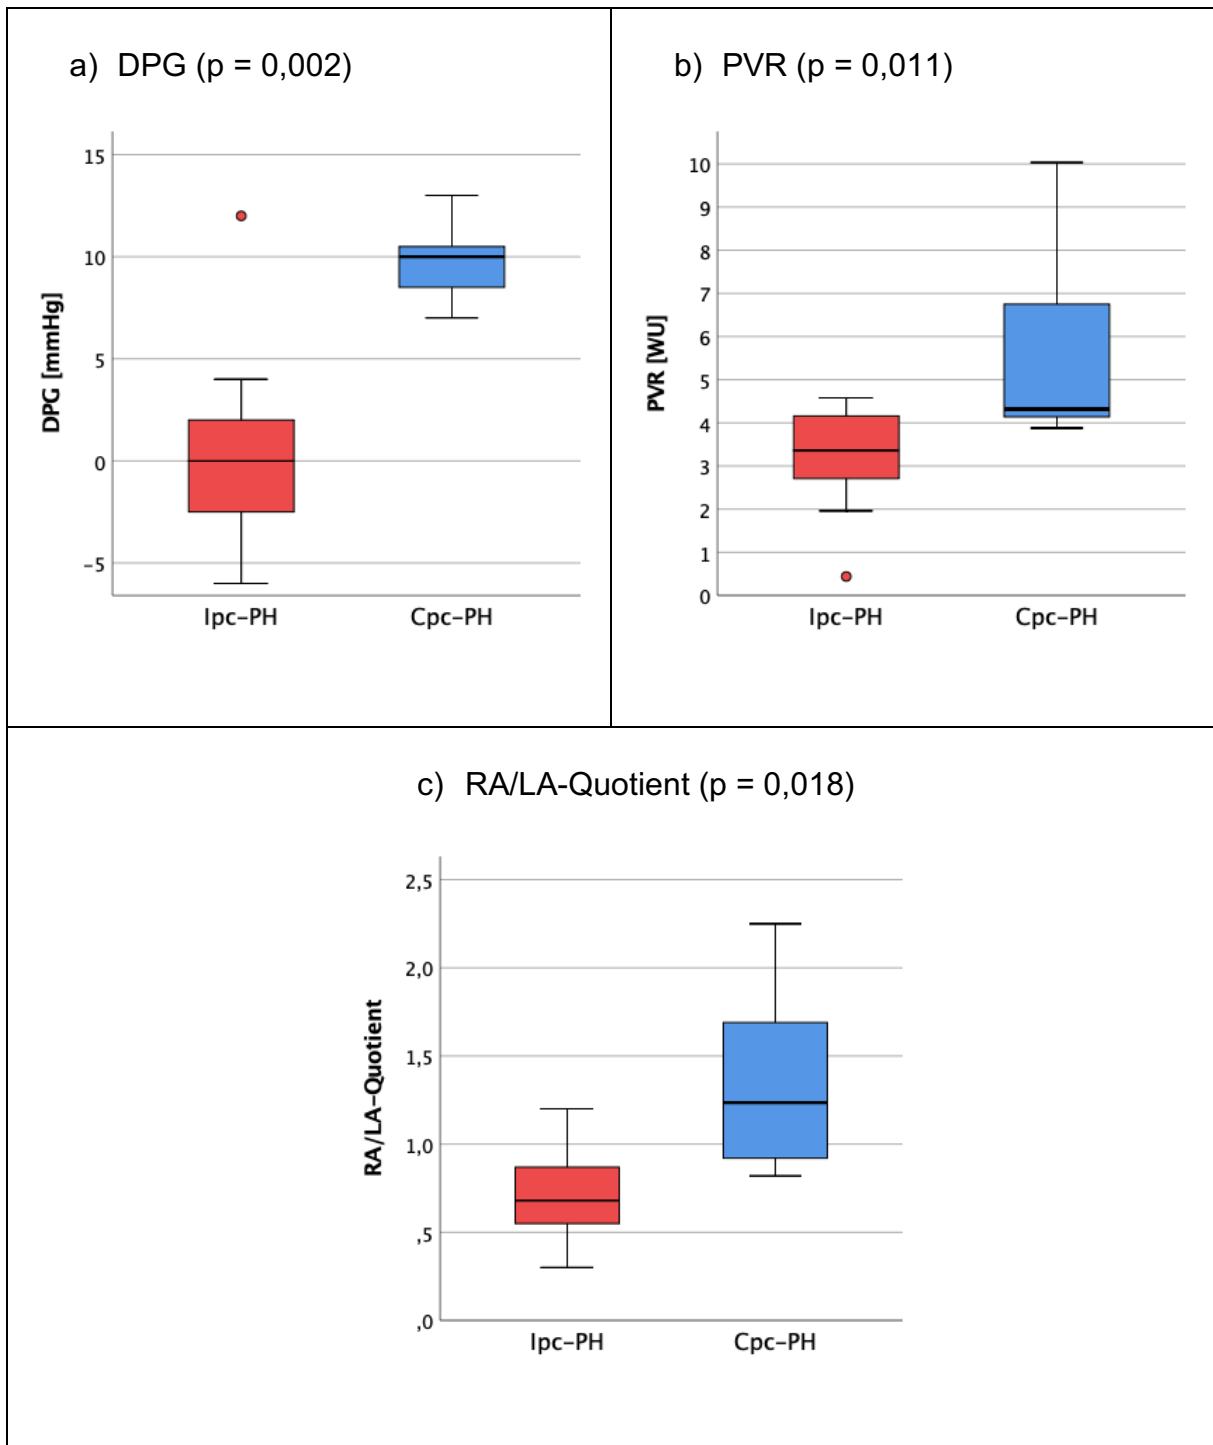 a) DPG (p = 0,002)
15
10
5
0
−5
DPG [mmHg]
Ipc−PH Cpc−PH
b) PVR (p = 0,011)
10
9
8
7
6
5
4
3
2
1
0
PVR [WU]
Ipc−PH Cpc−PH
c) RA/LA-Quotient (p = 0,018)
2,5
2,0
1,5
1,0
,5
,0
RA/LA−Quotient
Ipc−PH Cpc−PH